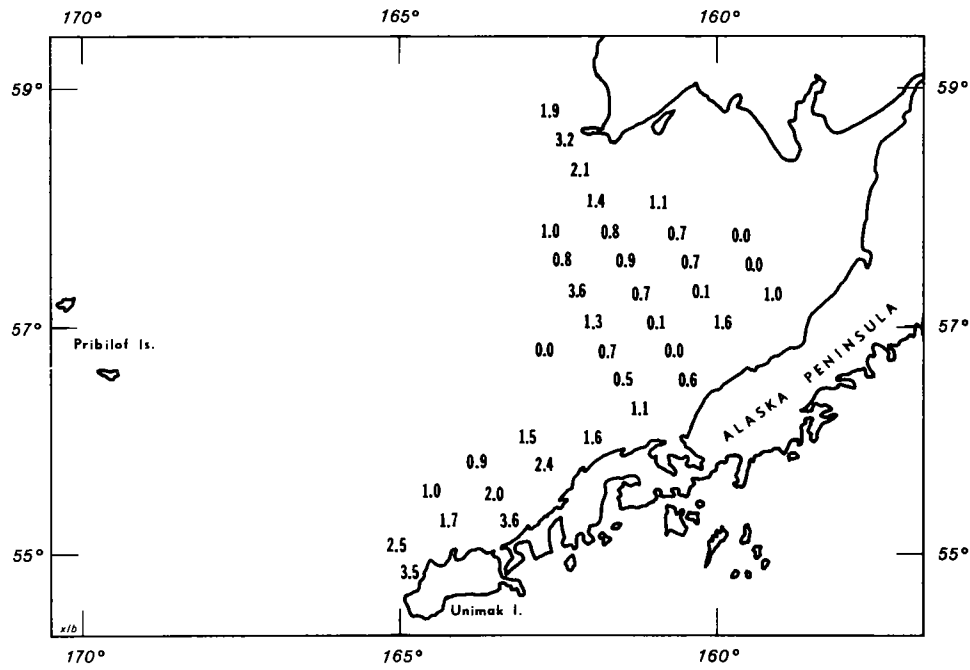 170° 165° 160°
59° 59°
1.9
3.2
2.1
1.4 1.1
1.0 0.8 0.7 0.0
0.8 0.9 0.7 0.0
3.6 0.7 0.1 1.0
57° 1.3 0.1 1.6 57°
Pribilof Is. 0.0 0.7 0.0
0.5 0.6
1.1
ALASKA PENINSULA
1.5 1.6
0.9 2.4
1.0 2.0
1.7 3.6
55° 2.5 55°
3.5
Unimak I.
x/b
170° 165° 160°